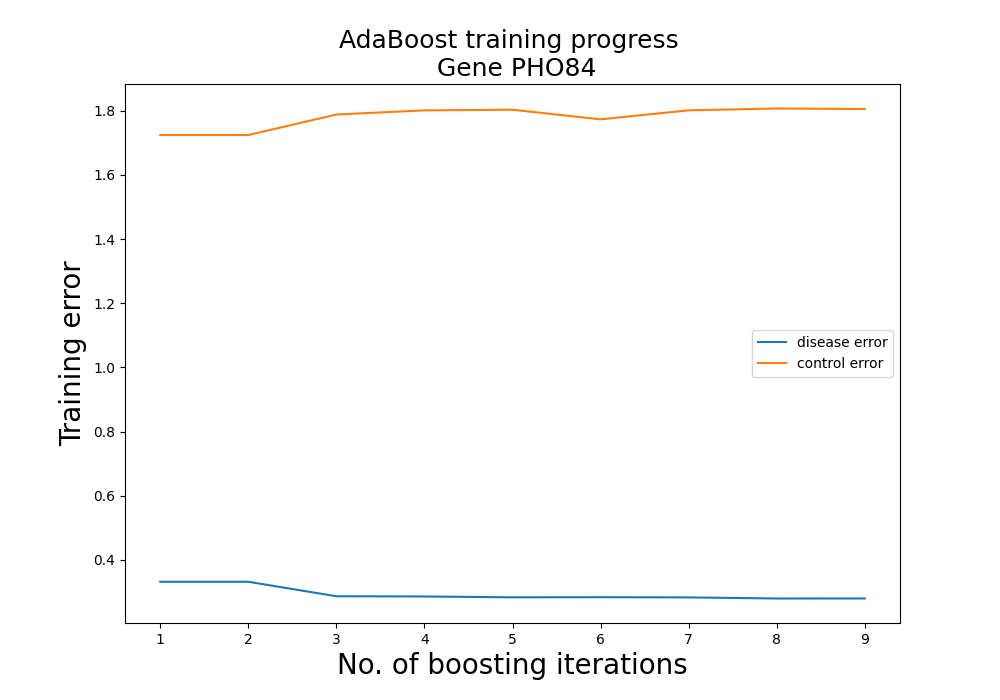 AdaBoost training progress
Gene PHO84
Training error
1.8
1.6
1.4
1.2
1.0
0.8
0.6
0.4
disease error
control error
1 2 3 4 5 6 7 8 9
No. of boosting iterations